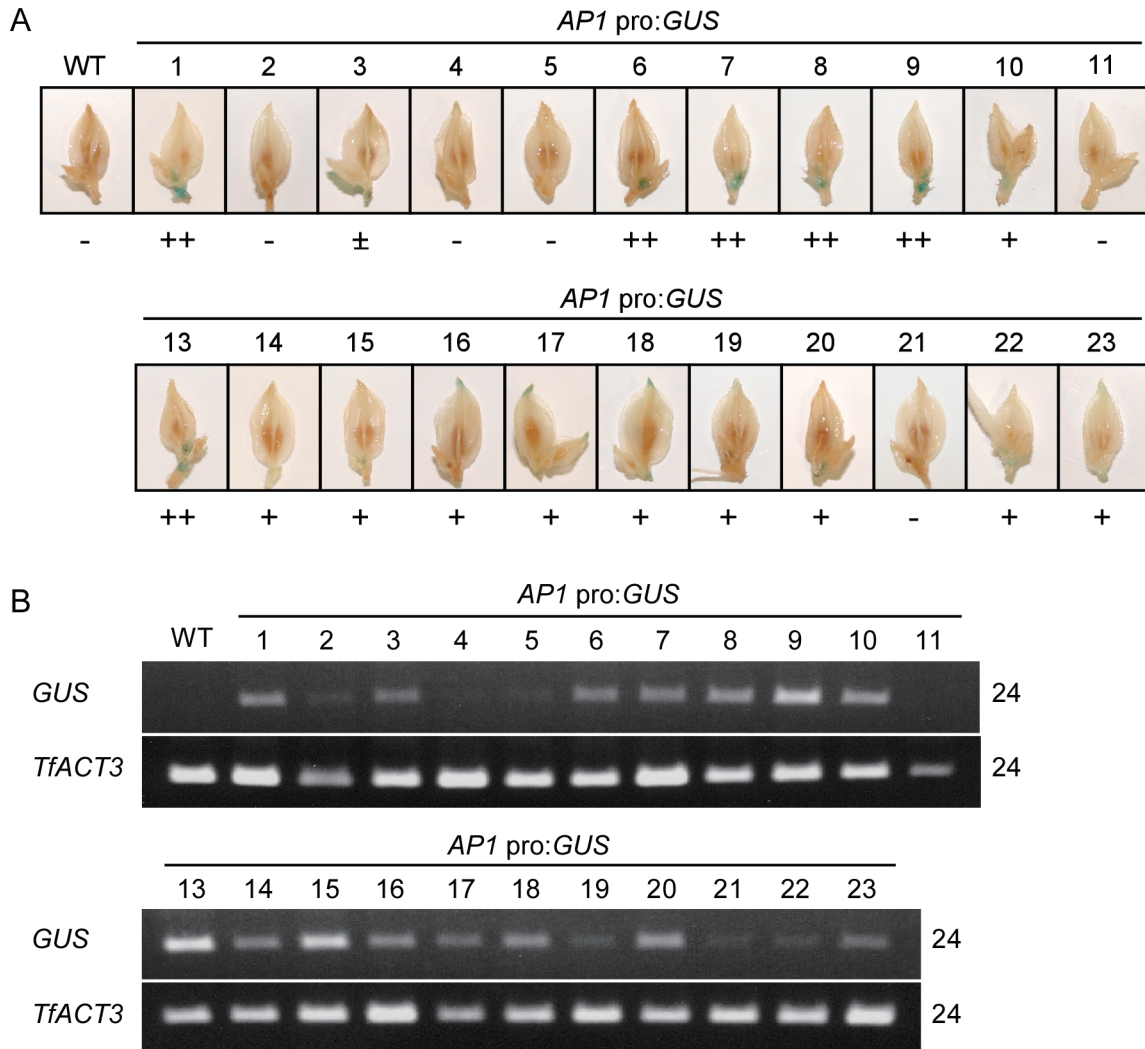 A
AP1 pro:GUS
WT 1 2 3 4 5 6 7 8 9 10 11
- ++ - ± - - ++ ++ ++ ++ + -
AP1 pro:GUS
13 14 15 16 17 18 19 20 21 22 23
++ + + + + + + + - + +
B
AP1 pro:GUS
WT 1 2 3 4 5 6 7 8 9 10 11
GUS 24
TfACT3 24
AP1 pro:GUS
13 14 15 16 17 18 19 20 21 22 23
GUS 24
TfACT3 24